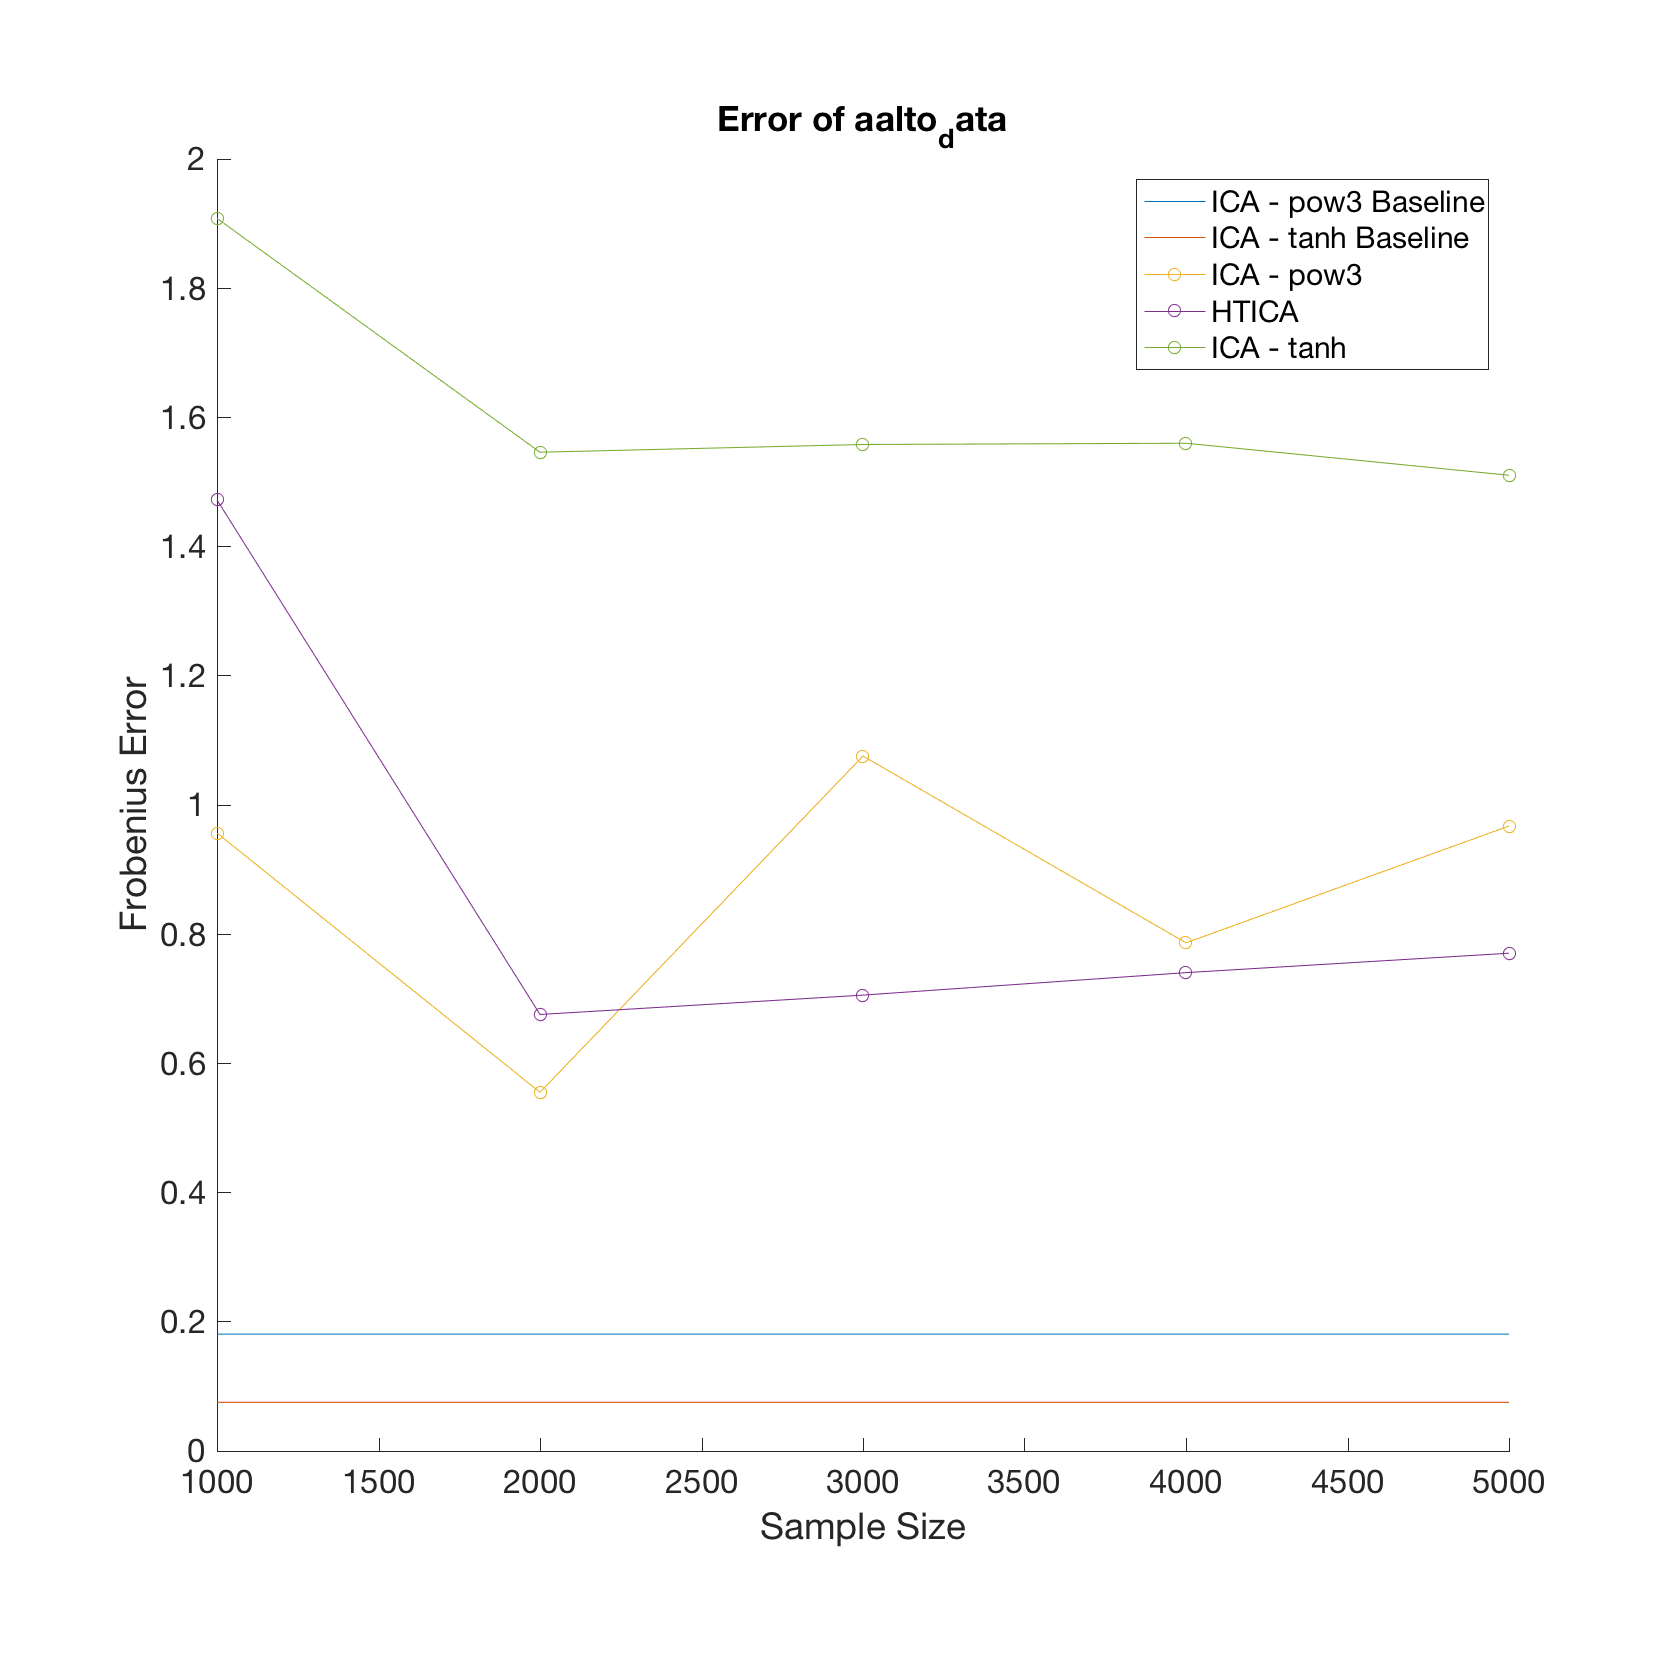 Error of aalto_data
2
1.8
1.6
1.4
1.2
1
0.8
0.6
0.4
0.2
0
Frobenius Error
1000 1500 2000 2500 3000 3500 4000 4500 5000
Sample Size
ICA - pow3 Baseline
ICA - tanh Baseline
ICA - pow3
HTICA
ICA - tanh